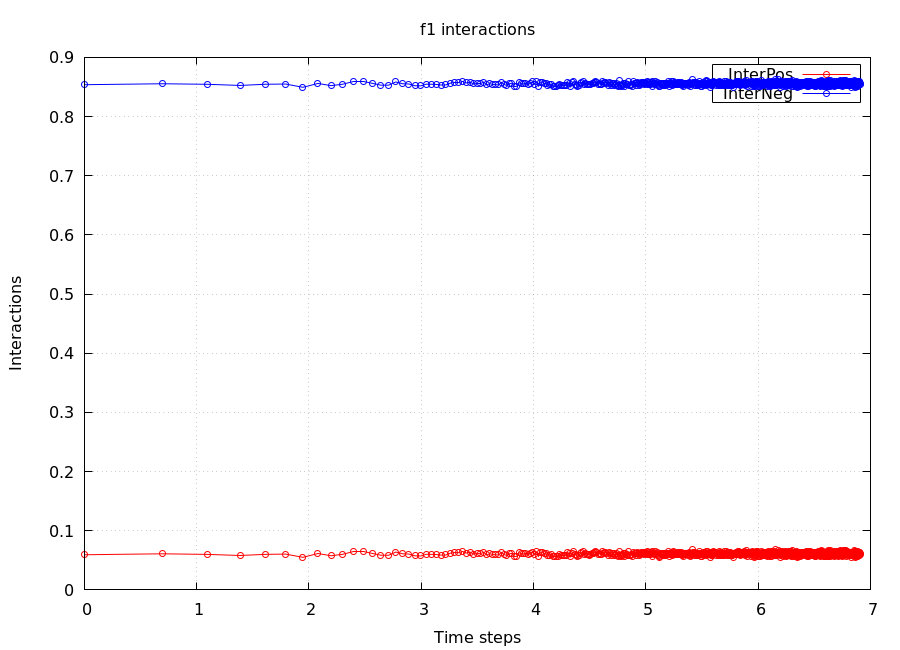 f1 interactions
0.9
0.8
0.7
0.6
0.5
0.4
0.3
0.2
0.1
0
InterPos
InterNeg
Interactions
0 1 2 3 4 5 6 7
Time steps